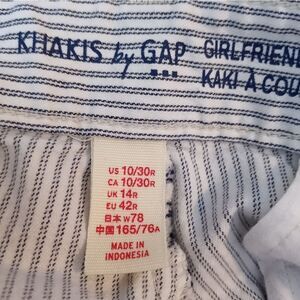 KHAKIS by GAP
GIRLFRIEND
KAKI À COU
US 10/30R
CA 10/30R
UK 14R
EU 42R
日本 W78
中国 165/76A
MADE IN
INDONESIA